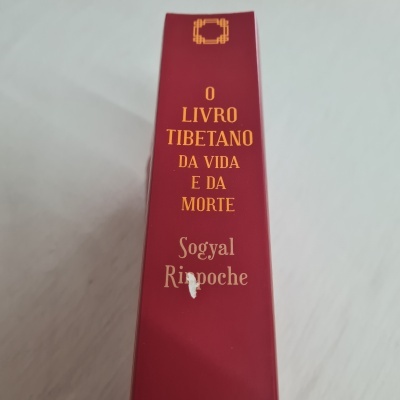 O
LIVRO
TIBETANO
DA VIDA
E DA
MORTE
Sogyal
Rinpoche